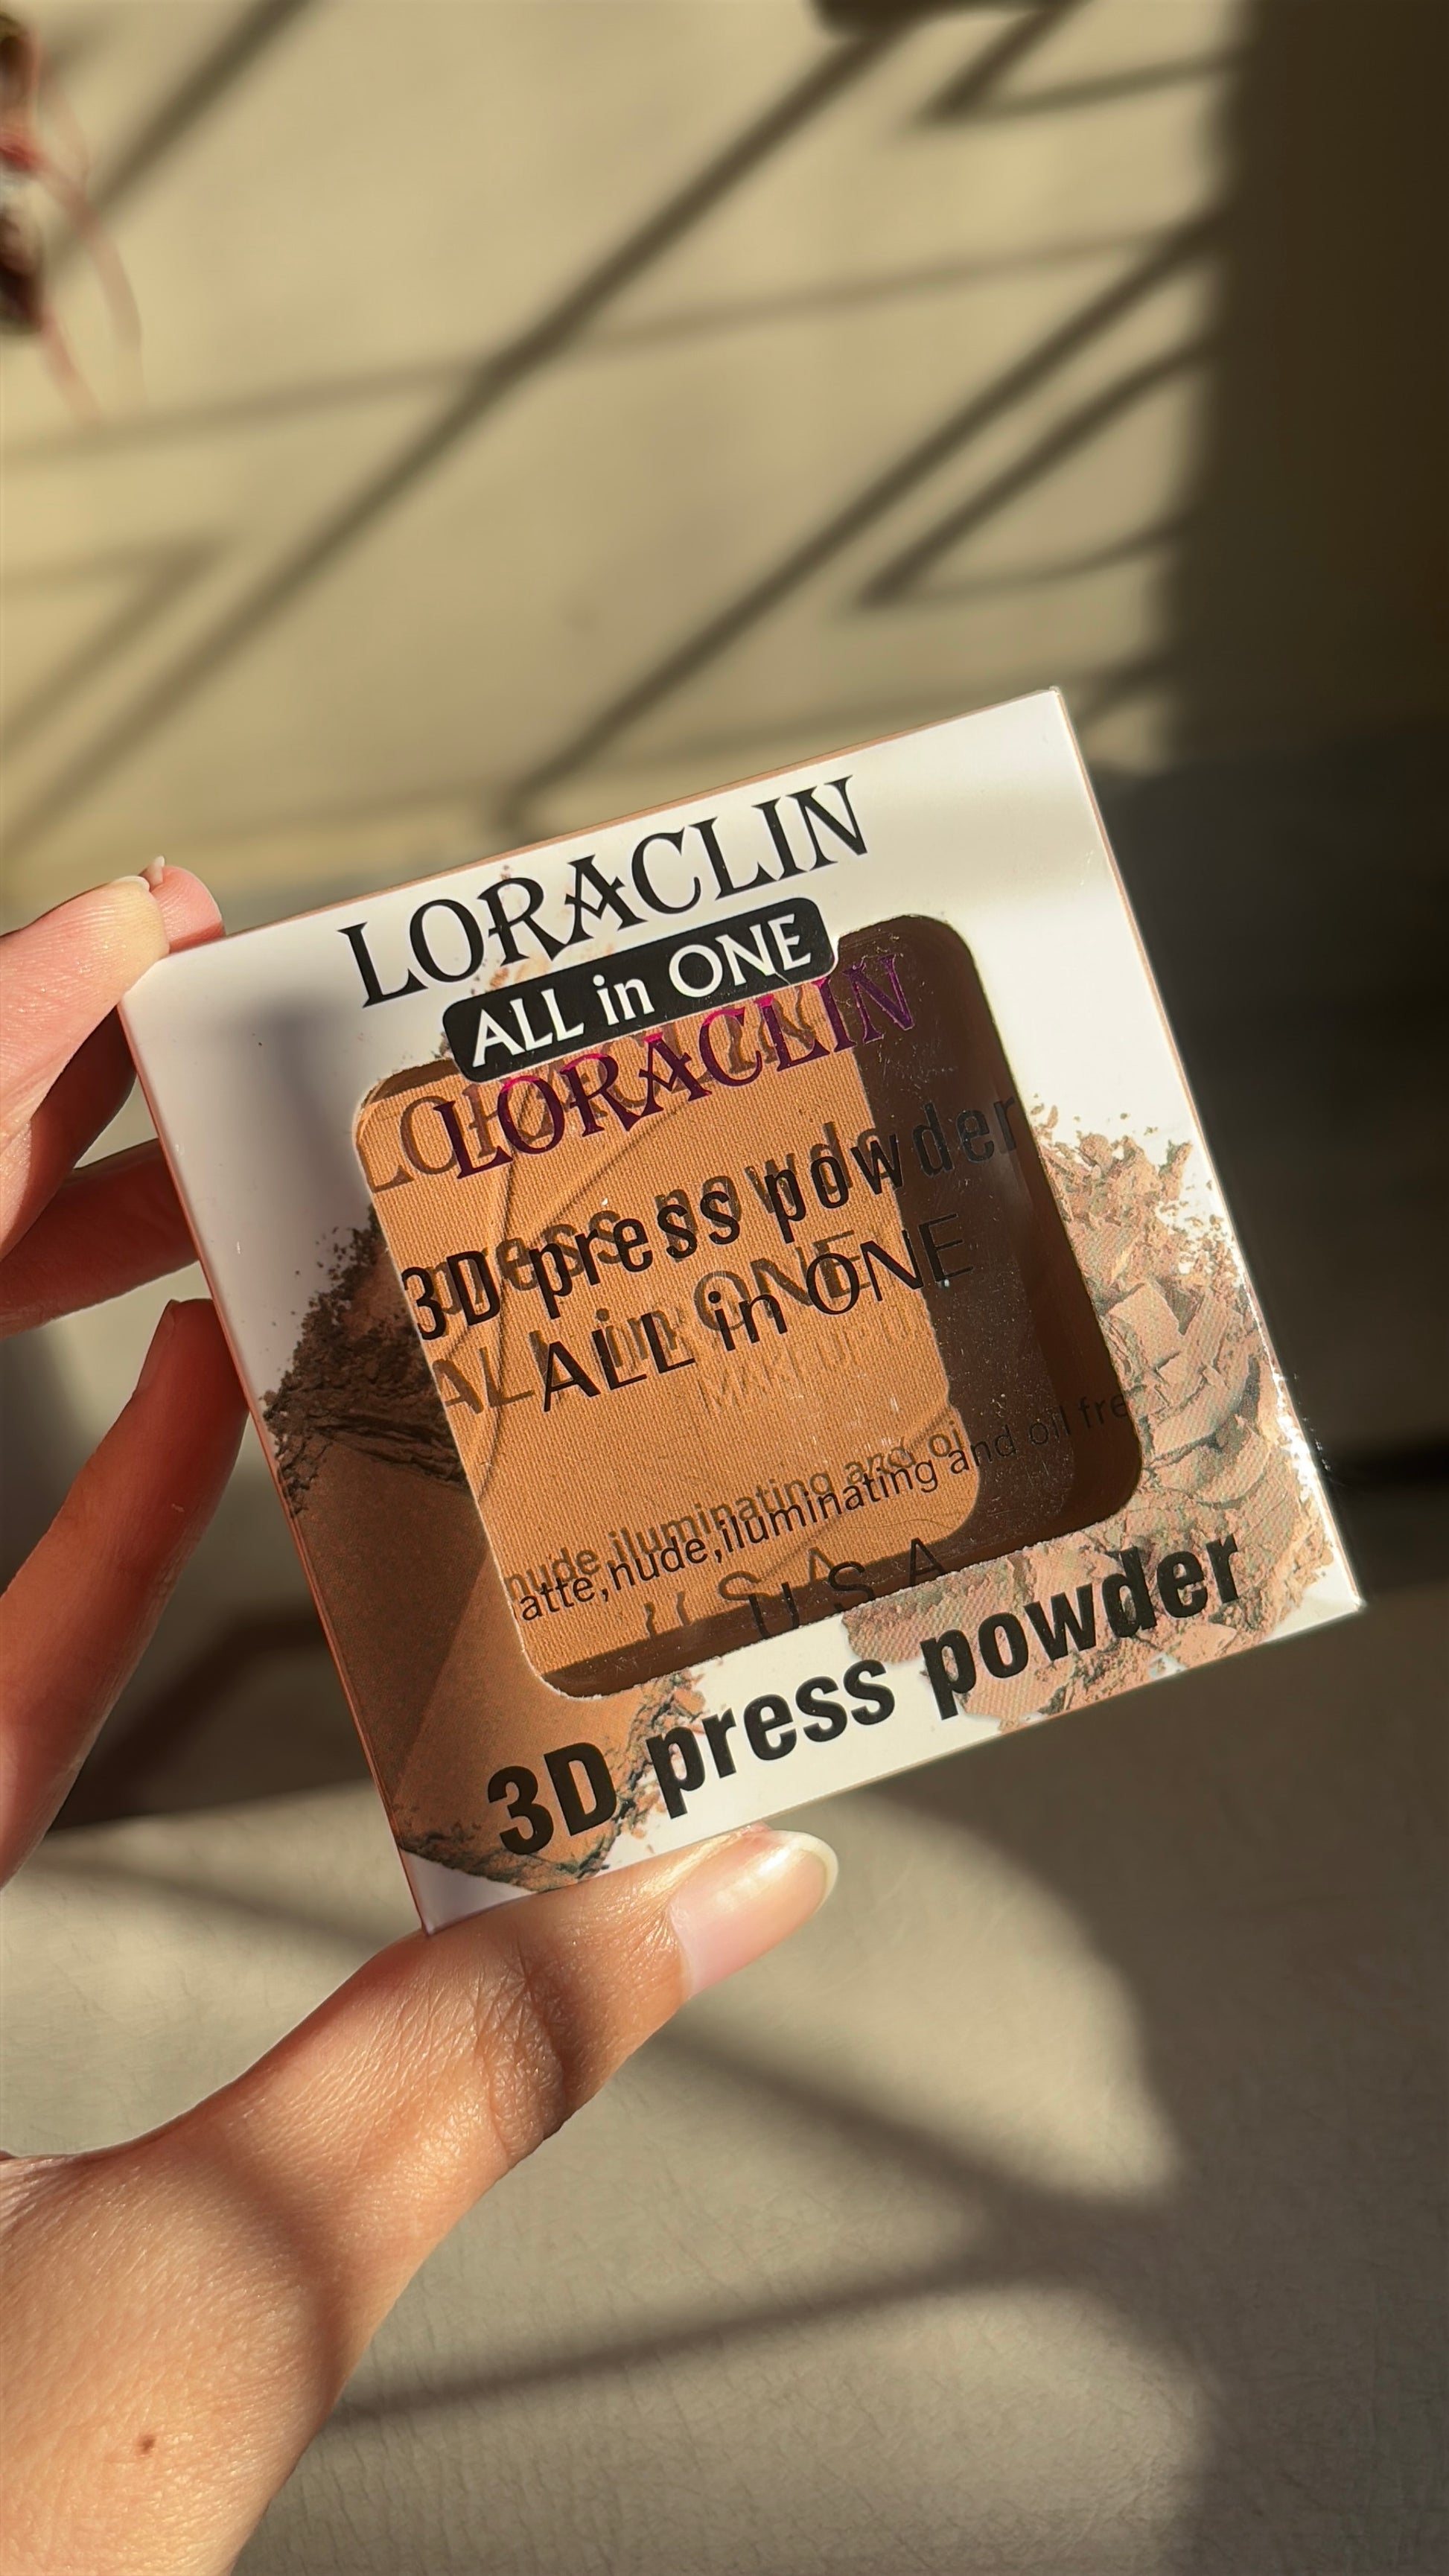 LORACLIN
ALL in ONE
LORACLIN
3D press powder
ALL in ONE
atte,nude,iluminating and oil fre
USA
3D press powder